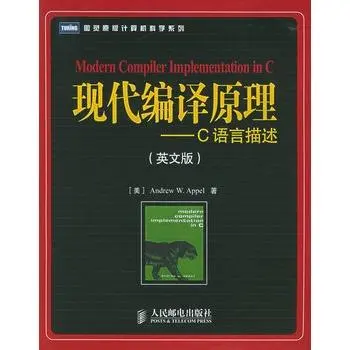 TURING 图灵原版计算机科学系列
Modern Compiler Implementation in C
现代编译原理
——C语言描述
(英文版)
[美] Andrew W. Appel 著
modern
compiler
implementation
in C
人民邮电出版社
POSTS & TELECOM PRESS